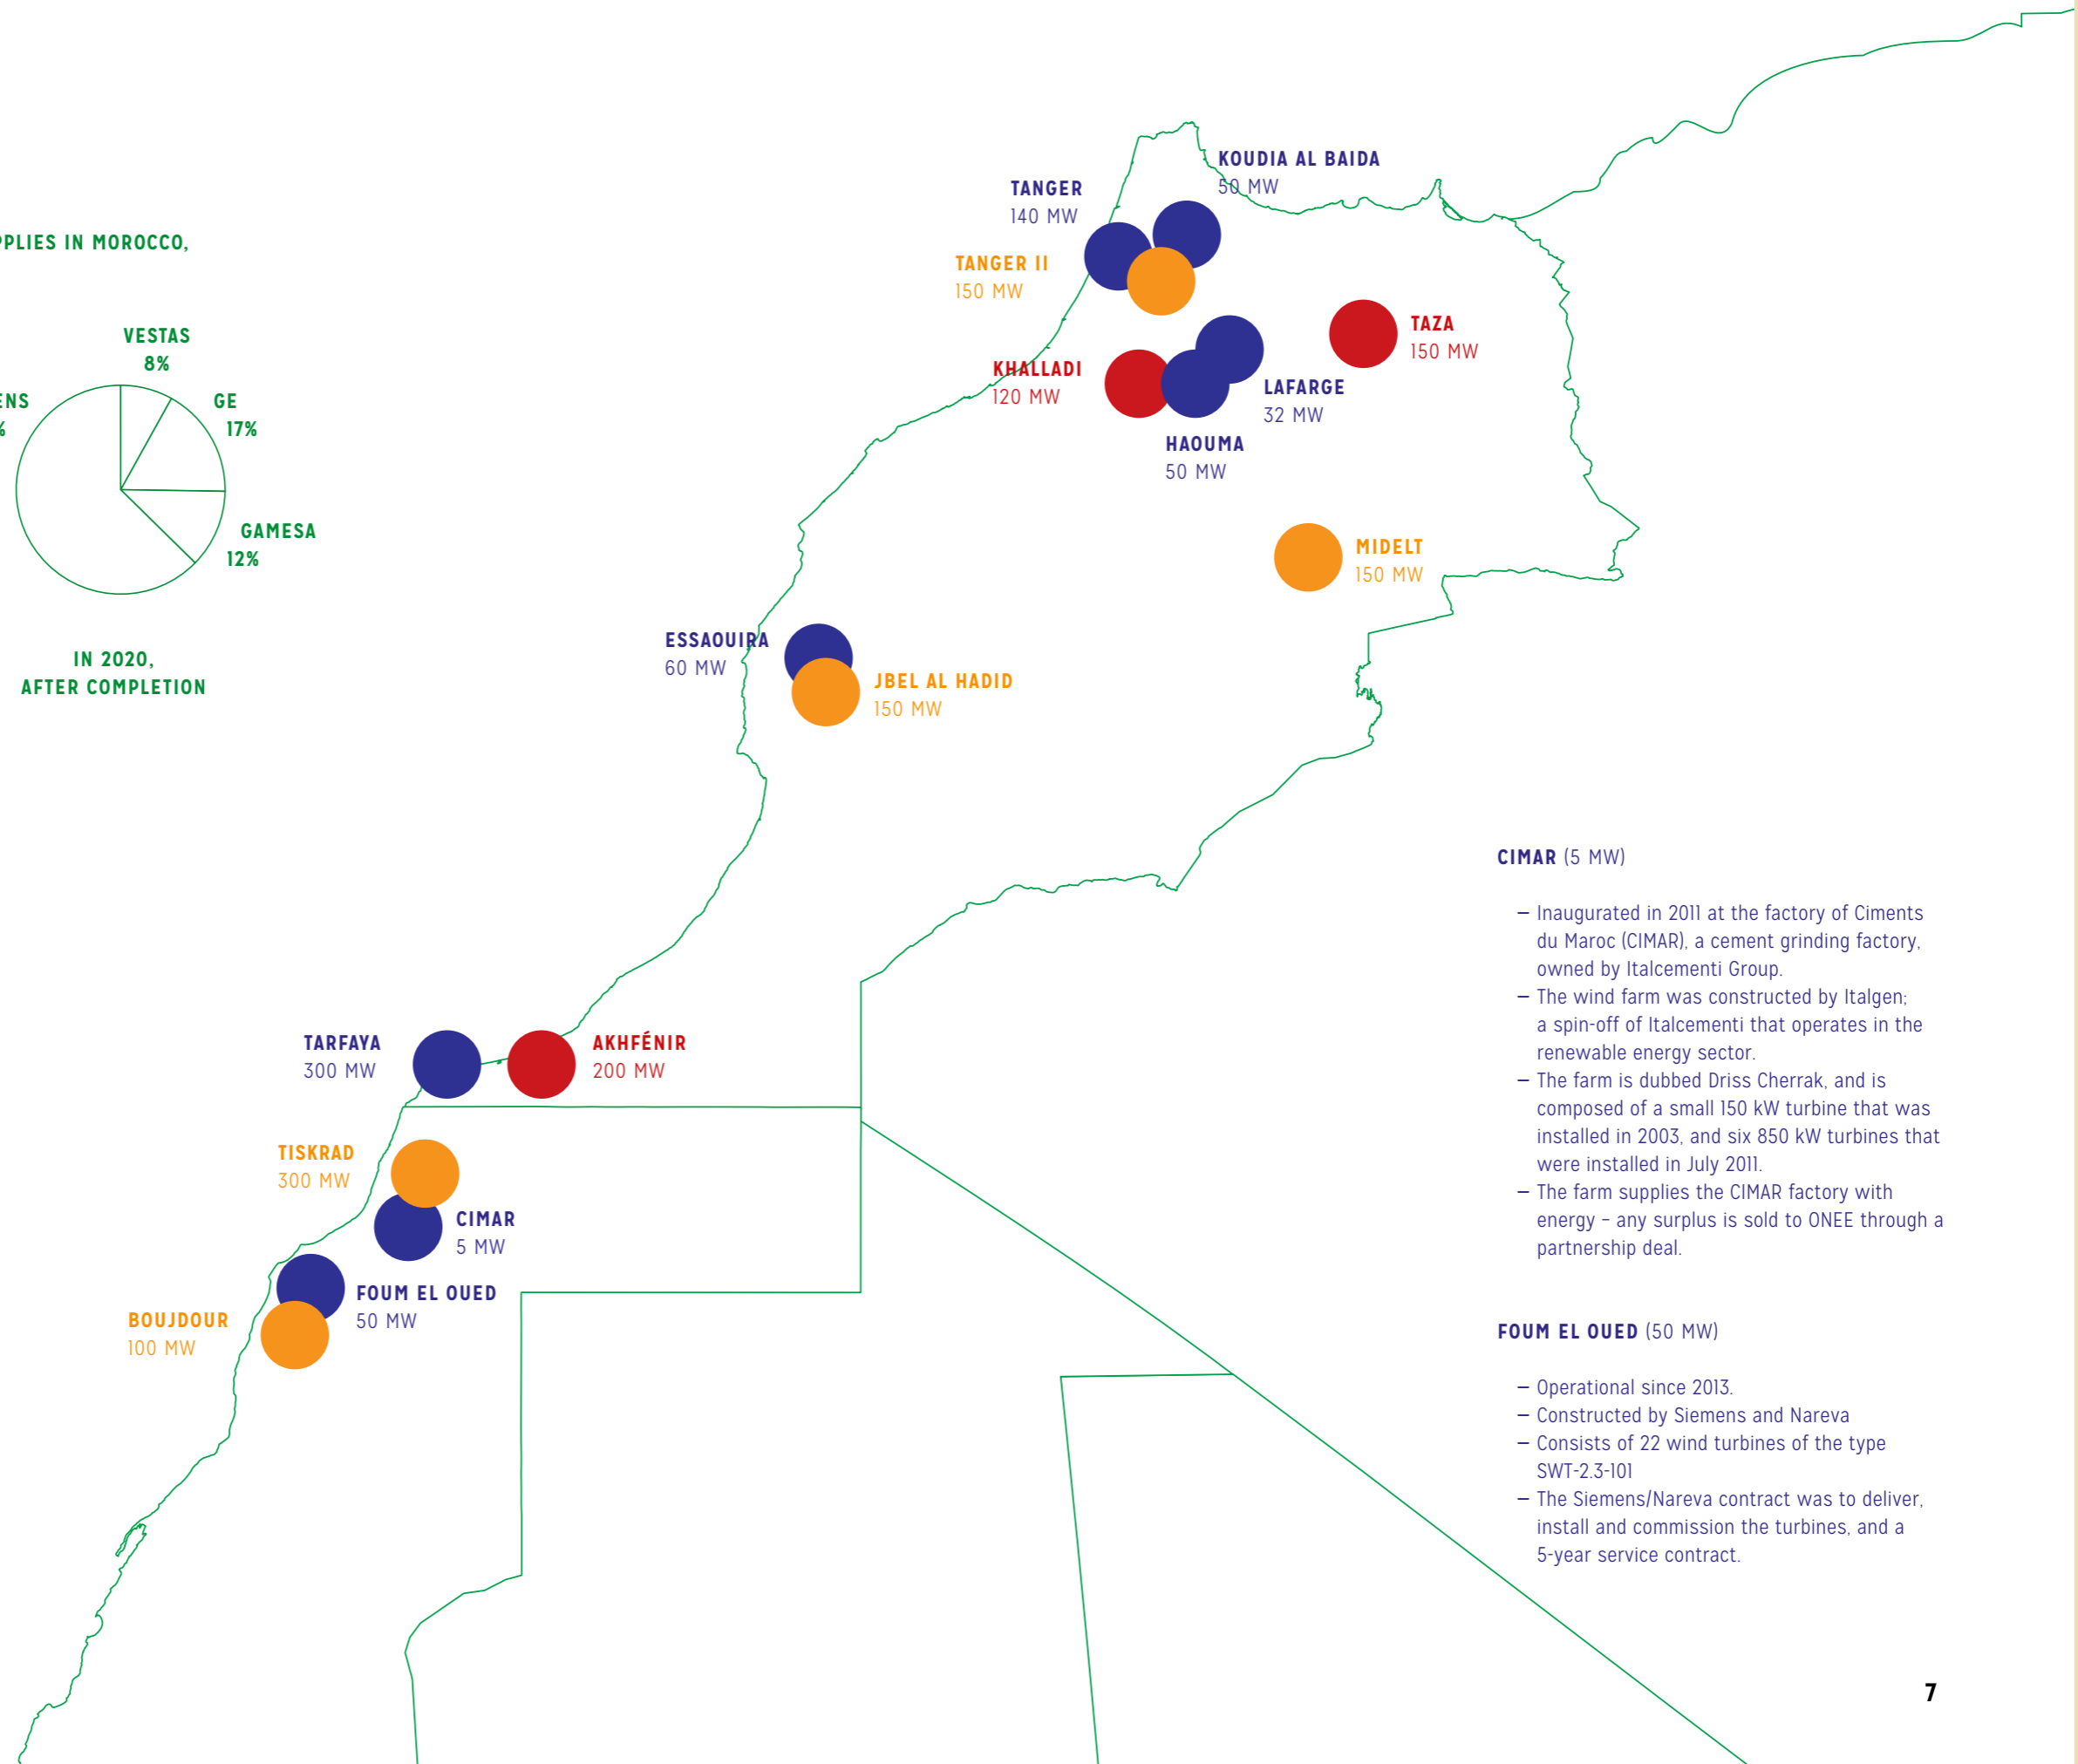 PPLIES IN MOROCCO,
VESTAS
8%
ENS
%
GE
17%
GAMESA
12%
IN 2020,
AFTER COMPLETION
KOUDIA AL BAIDA
50 MW
TANGER
140 MW
TANGER II
150 MW
TAZA
150 MW
KHALLADI
120 MW
LAFARGE
32 MW
HAOUMA
50 MW
MIDELT
150 MW
ESSAOUIRA
60 MW
JBEL AL HADID
150 MW
TARFAYA
300 MW
AKHFÉNIR
200 MW
TISKRAD
300 MW
CIMAR
5 MW
FOUM EL OUED
50 MW
BOUJDOUR
100 MW
CIMAR (5 MW)
– Inaugurated in 2011 at the factory of Ciments
du Maroc (CIMAR), a cement grinding factory,
owned by Italcementi Group.
– The wind farm was constructed by Italgen;
a spin-off of Italcementi that operates in the
renewable energy sector.
– The farm is dubbed Driss Cherrak, and is
composed of a small 150 kW turbine that was
installed in 2003, and six 850 kW turbines that
were installed in July 2011.
– The farm supplies the CIMAR factory with
energy – any surplus is sold to ONEE through a
partnership deal.
FOUM EL OUED (50 MW)
– Operational since 2013.
– Constructed by Siemens and Nareva
– Consists of 22 wind turbines of the type
SWT-2.3-101
– The Siemens/Nareva contract was to deliver,
install and commission the turbines, and a
5-year service contract.
7